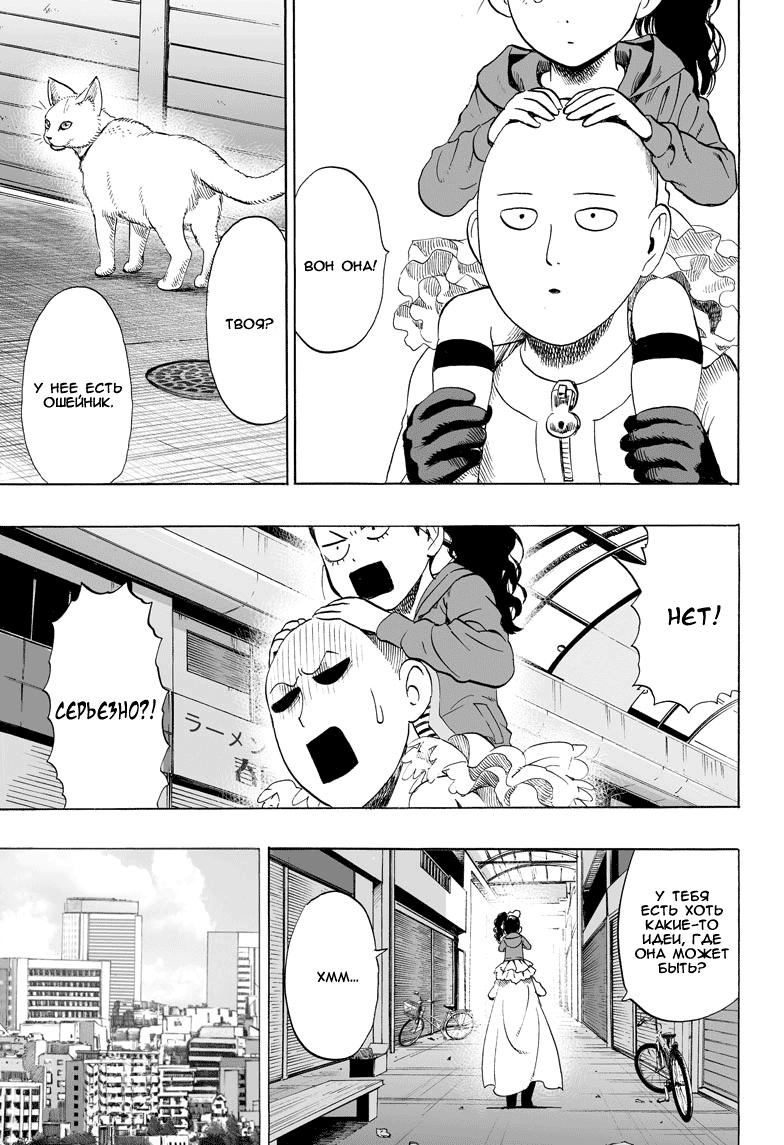 ВОН ОНА!
ТВОЯ?
У НЕЕ ЕСТЬ
ОШЕЙНИК.
НЕТ!
СЕРЬЕЗНО?!
ラーメン
春
У ТЕБЯ
ЕСТЬ ХОТЬ
КАКИЕ-ТО
ИДЕИ, ГДЕ
ОНА МОЖЕТ
БЫТЬ?
ХММ...